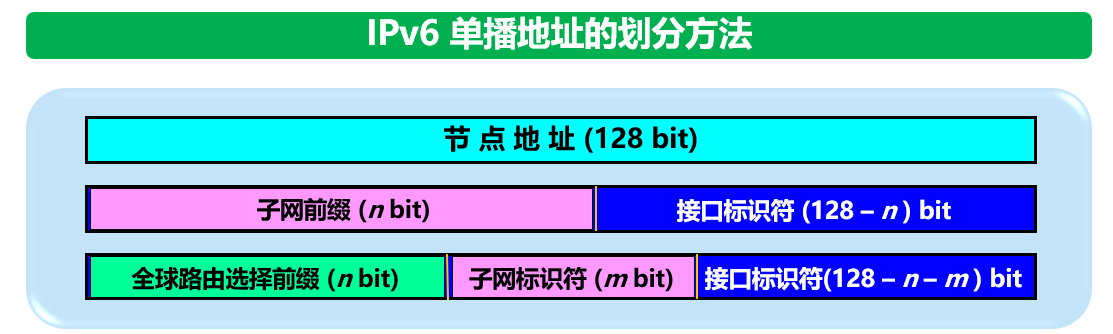 IPv6 单播地址的划分方法
节 点 地 址 (128 bit)
子网前缀 (n bit) 接口标识符 (128 – n ) bit
全球路由选择前缀 (n bit) 子网标识符 (m bit) 接口标识符(128 – n – m ) bit